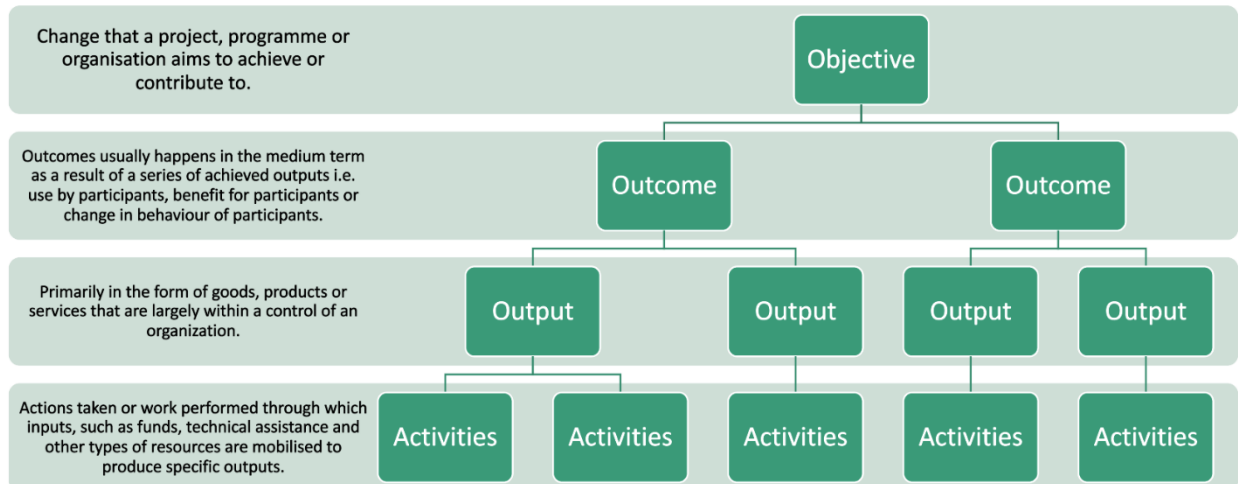 Change that a project, programme or
organisation aims to achieve or
contribute to.
Objective
Outcomes usually happens in the medium term
as a result of a series of achieved outputs i.e.
use by participants, benefit for participants or
change in behaviour of participants.
Outcome
Outcome
Primarily in the form of goods, products or
services that are largely within a control of an
organization.
Output
Output
Output
Output
Actions taken or work performed through which
inputs, such as funds, technical assistance and
other types of resources are mobilised to
produce specific outputs.
Activities
Activities
Activities
Activities
Activities